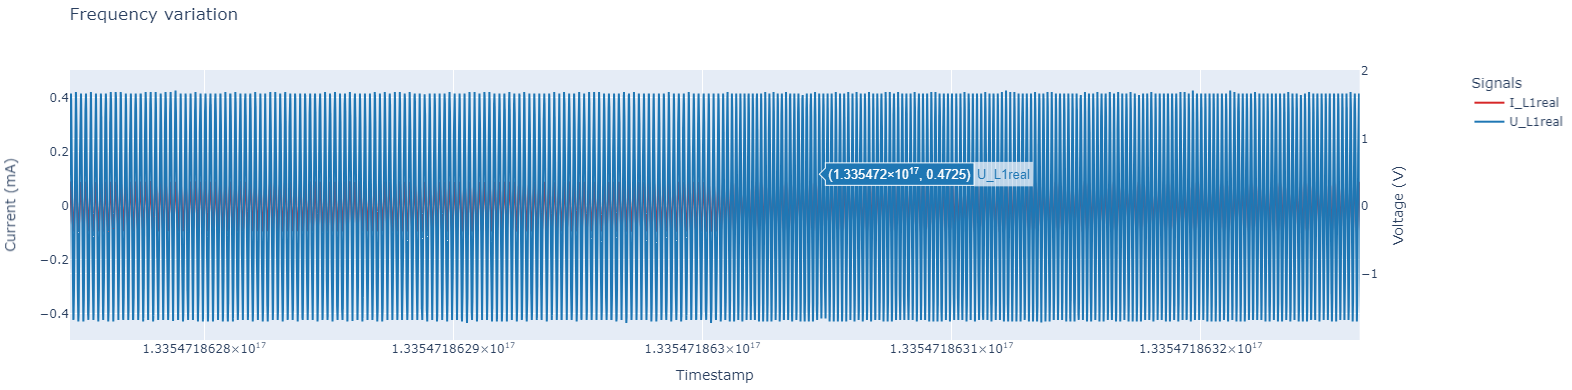 Frequency variation
Signals
I_L1real
U_L1real
Current (mA)
0.4
0.2
0
−0.2
−0.4
2
1
0
−1
Voltage (V)
(1.335472×10¹⁷, 0.4725) U_L1real
1.3354718628×10¹⁷ 1.3354718629×10¹⁷ 1.335471863×10¹⁷ 1.3354718631×10¹⁷ 1.3354718632×10¹⁷
Timestamp